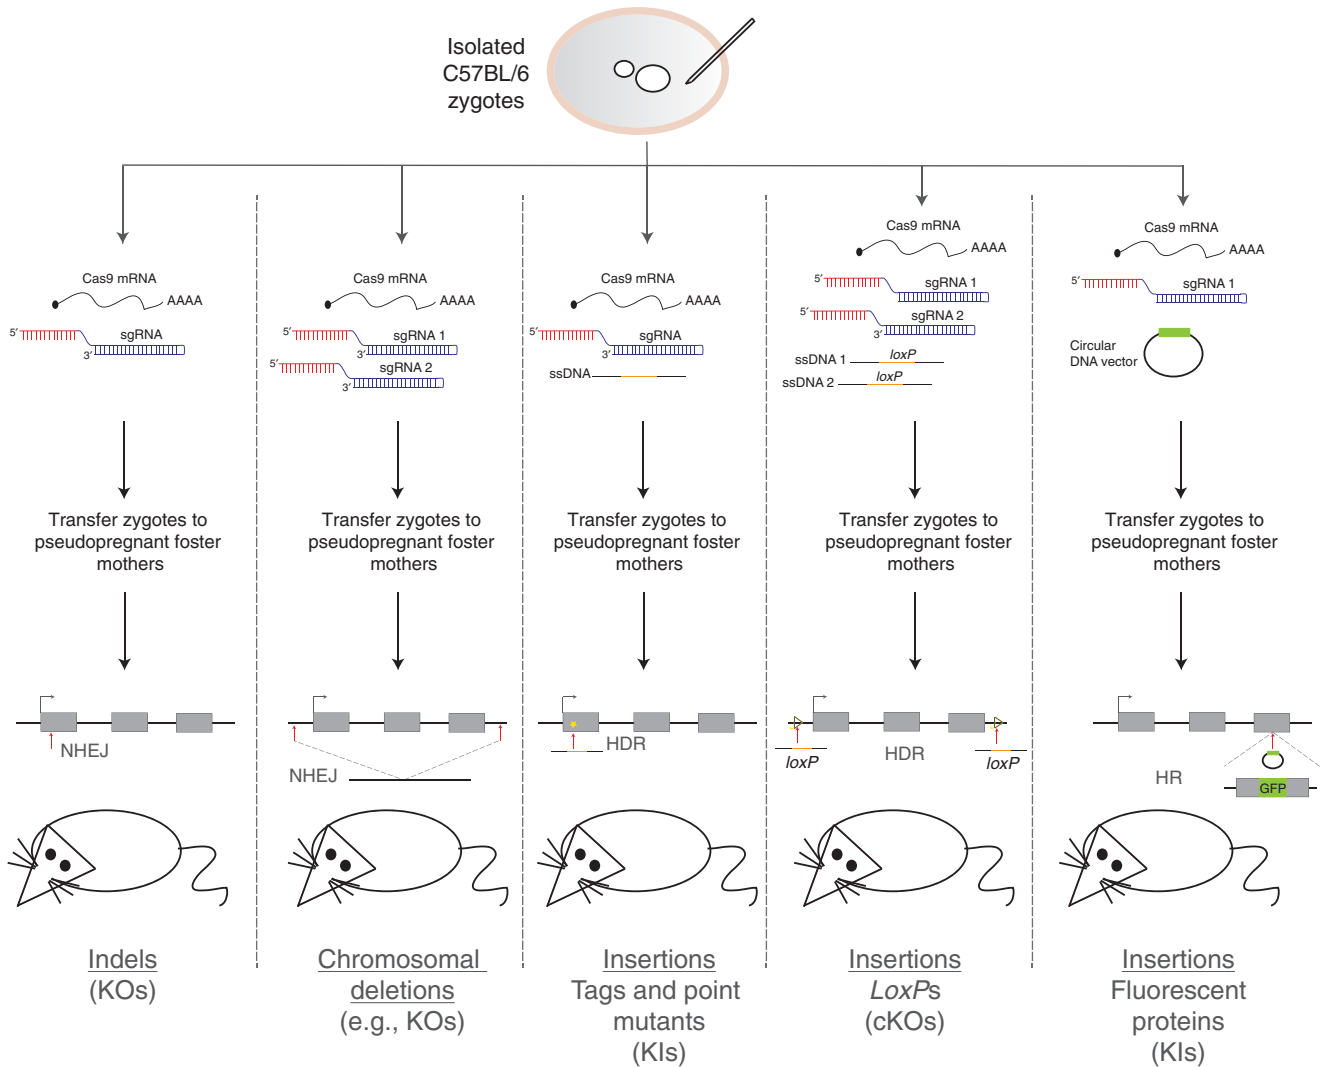 Isolated
C57BL/6
zygotes
Cas9 mRNA
AAAA
5′
sgRNA
3′
Transfer zygotes to
pseudopregnant foster
mothers
NHEJ
Indels
(KOs)
Cas9 mRNA
AAAA
5′
sgRNA 1
3′
5′
sgRNA 2
3′
Transfer zygotes to
pseudopregnant foster
mothers
NHEJ
Chromosomal
deletions
(e.g., KOs)
Cas9 mRNA
AAAA
5′
sgRNA
3′
ssDNA
Transfer zygotes to
pseudopregnant foster
mothers
HDR
Insertions
Tags and point
mutants
(KIs)
Cas9 mRNA
AAAA
5′
sgRNA 1
3′
5′
sgRNA 2
3′
ssDNA 1 loxP
ssDNA 2 loxP
Transfer zygotes to
pseudopregnant foster
mothers
HDR
loxP
loxP
Insertions
LoxPs
(cKOs)
Cas9 mRNA
AAAA
5′
sgRNA 1
3′
Circular
DNA vector
Transfer zygotes to
pseudopregnant foster
mothers
HR
GFP
Insertions
Fluorescent
proteins
(KIs)